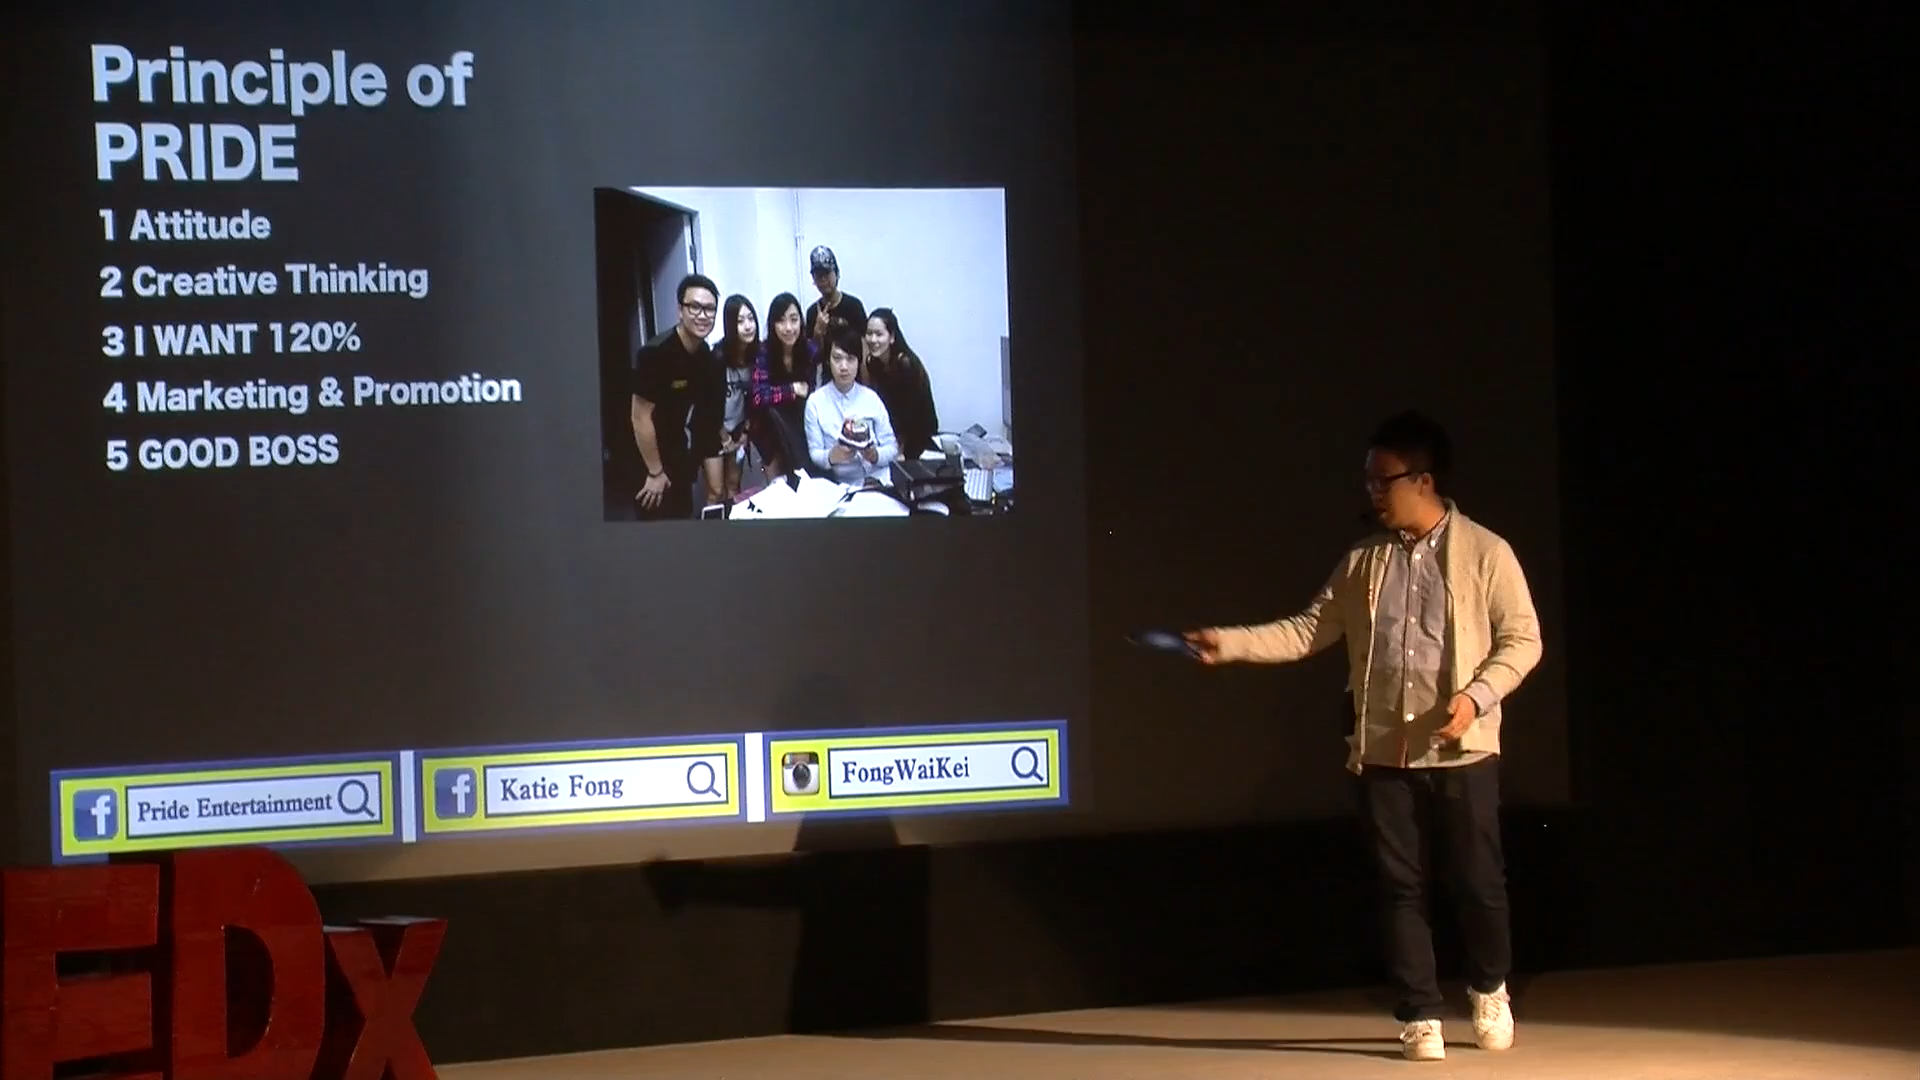 Principle of
PRIDE
1 Attitude
2 Creative Thinking
3 I WANT 120%
4 Marketing & Promotion
5 GOOD BOSS
f Pride Entertainment
f Katie Fong
FongWaiKei
EDx